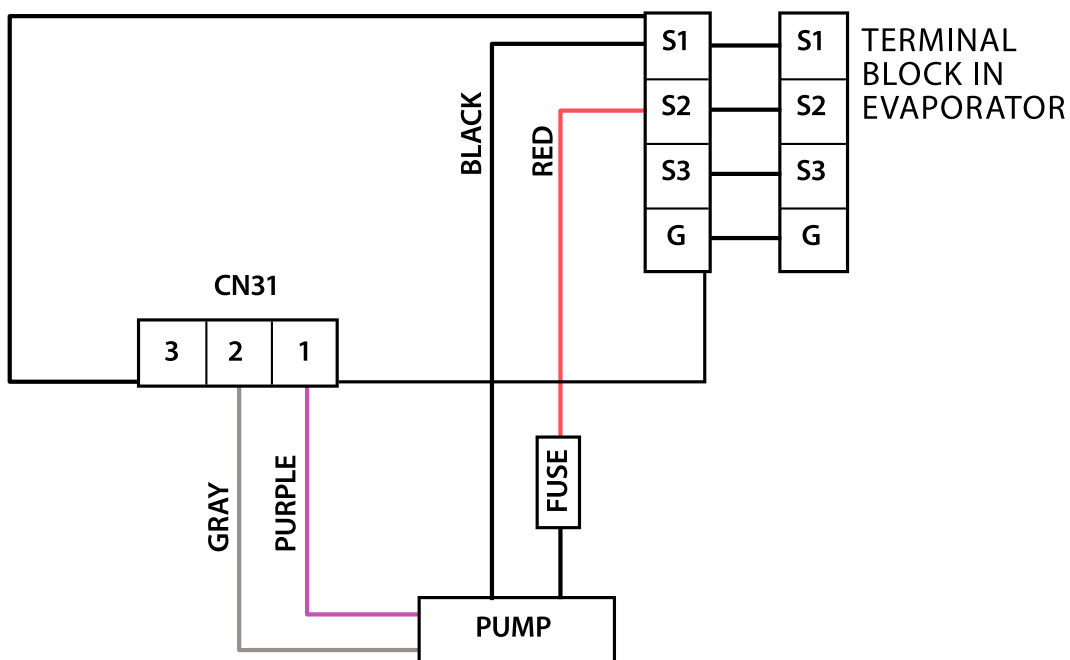 S1
S1
TERMINAL
BLOCK IN
EVAPORATOR
BLACK
RED
S2
S2
S3
S3
G
G
CN31
3
2
1
GRAY
PURPLE
FUSE
PUMP